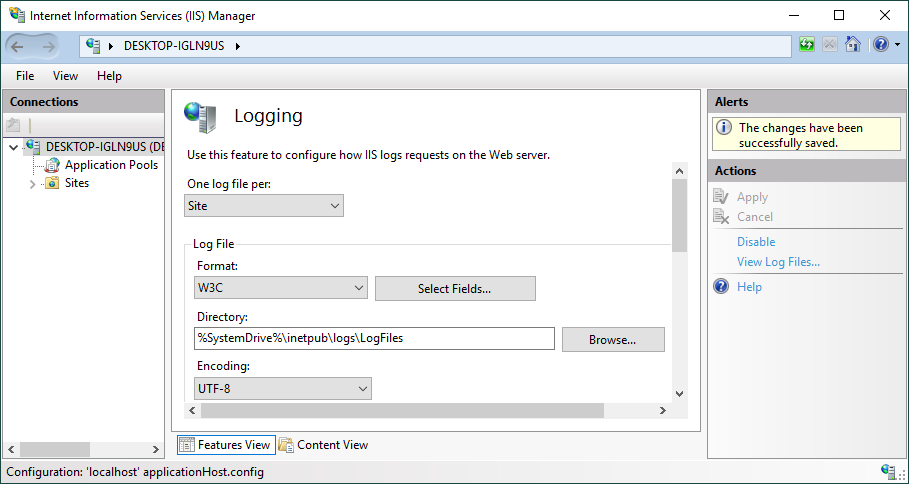 Internet Information Services (IIS) Manager
DESKTOP-IGLN9US
File View Help
Connections
DESKTOP-IGLN9US (DE
Application Pools
Sites
Logging
Use this feature to configure how IIS logs requests on the Web server.
One log file per:
Site
Log File
Format:
W3C
Select Fields...
Directory:
%SystemDrive%\inetpub\logs\LogFiles
Browse...
Encoding:
UTF-8
Features View
Content View
Alerts
The changes have been
successfully saved.
Actions
Apply
Cancel
Disable
View Log Files...
Help
Configuration: 'localhost' applicationHost.config